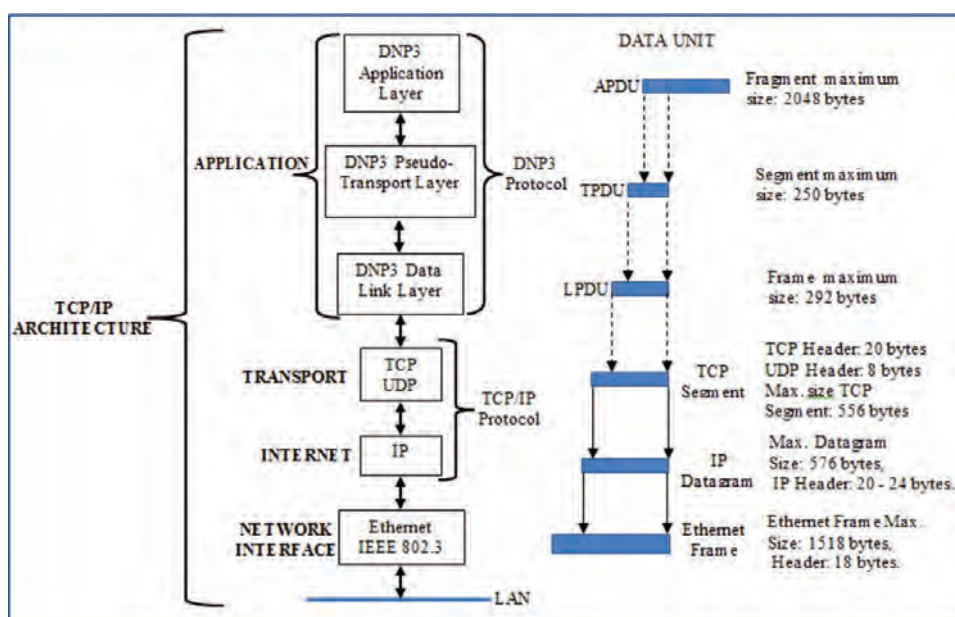 TCP/IP
ARCHITECTURE
APPLICATION
DNP3
Application
Layer
DNP3 Pseudo-
Transport Layer
DNP3 Data
Link Layer
DNP3
Protocol
TRANSPORT
TCP
UDP
INTERNET
IP
TCP/IP
Protocol
NETWORK
INTERFACE
Ethernet
IEEE 802.3
LAN
DATA UNIT
APDU
Fragment maximum
size: 2048 bytes
TPDU
Segment maximum
size: 250 bytes
LPDU
Frame maximum
size: 292 bytes
TCP
Segment
TCP Header: 20 bytes
UDP Header: 8 bytes
Max. size TCP
Segment: 556 bytes
IP
Datagram
Max. Datagram
Size: 576 bytes,
IP Header: 20 - 24 bytes.
Ethernet
Frame
Ethernet Frame Max.
Size: 1518 bytes,
Header: 18 bytes.